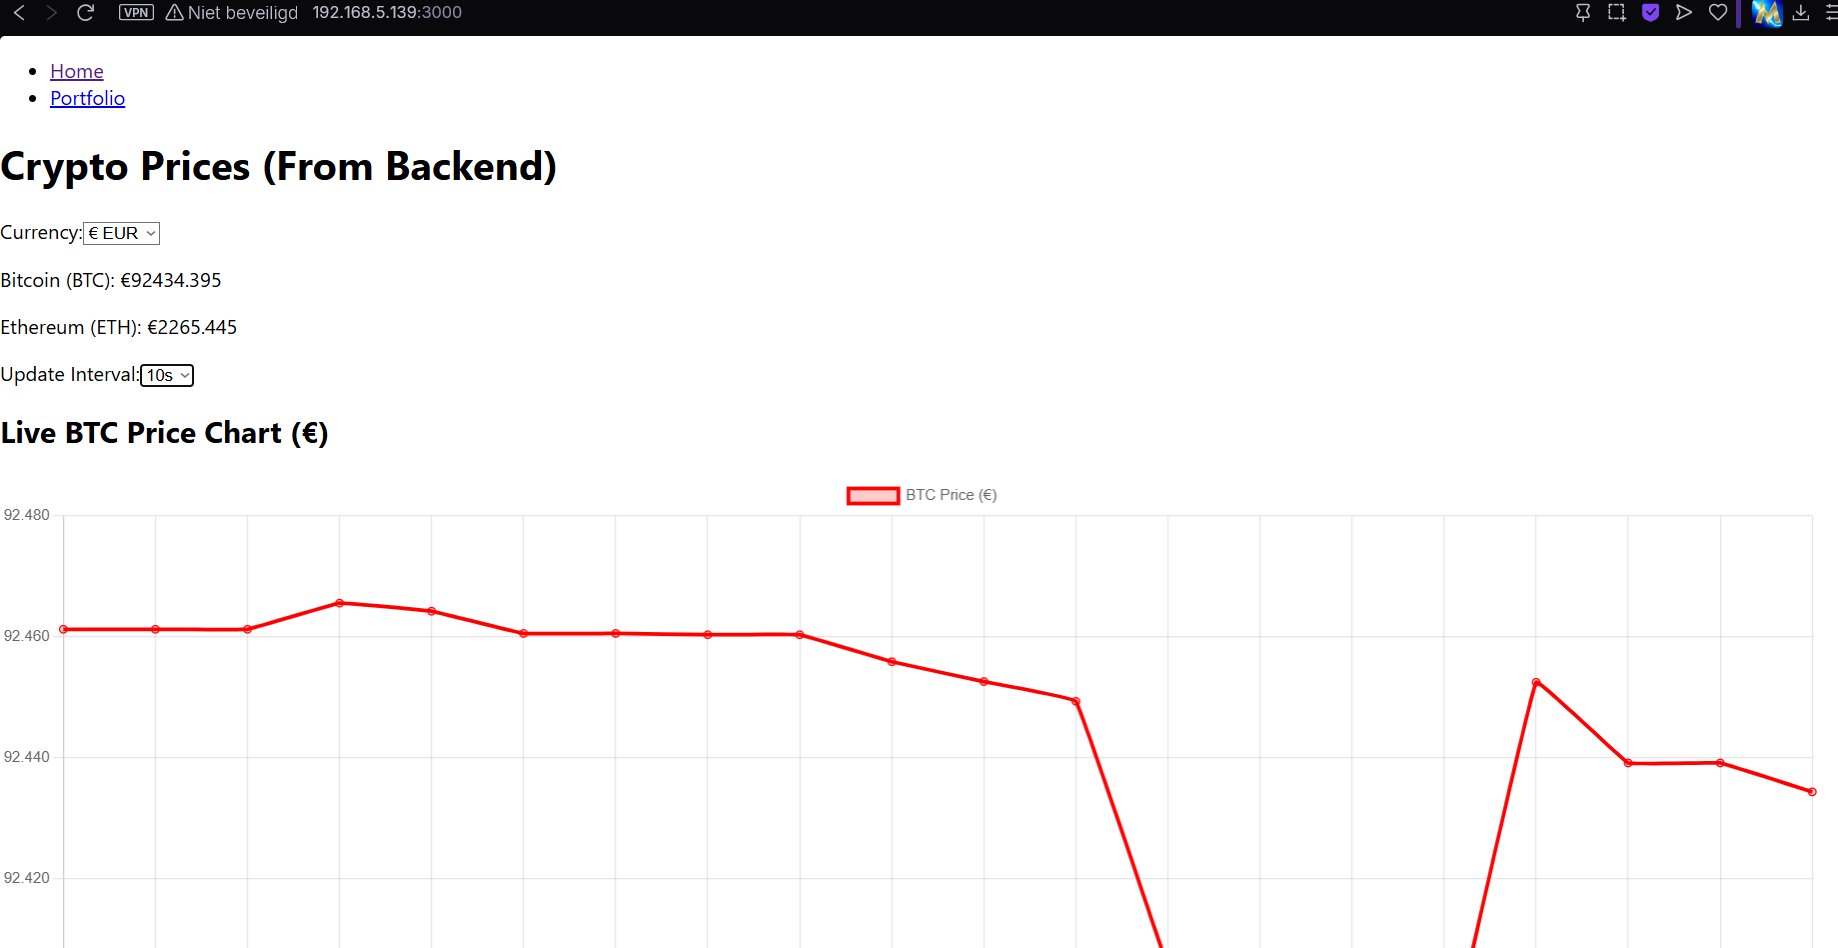 VPN Niet beveiligd 192.168.5.139:3000
Home
Portfolio
Crypto Prices (From Backend)
Currency: € EUR
Bitcoin (BTC): €92434.395
Ethereum (ETH): €2265.445
Update Interval: 10s
Live BTC Price Chart (€)
BTC Price (€)
92.480
92.460
92.440
92.420